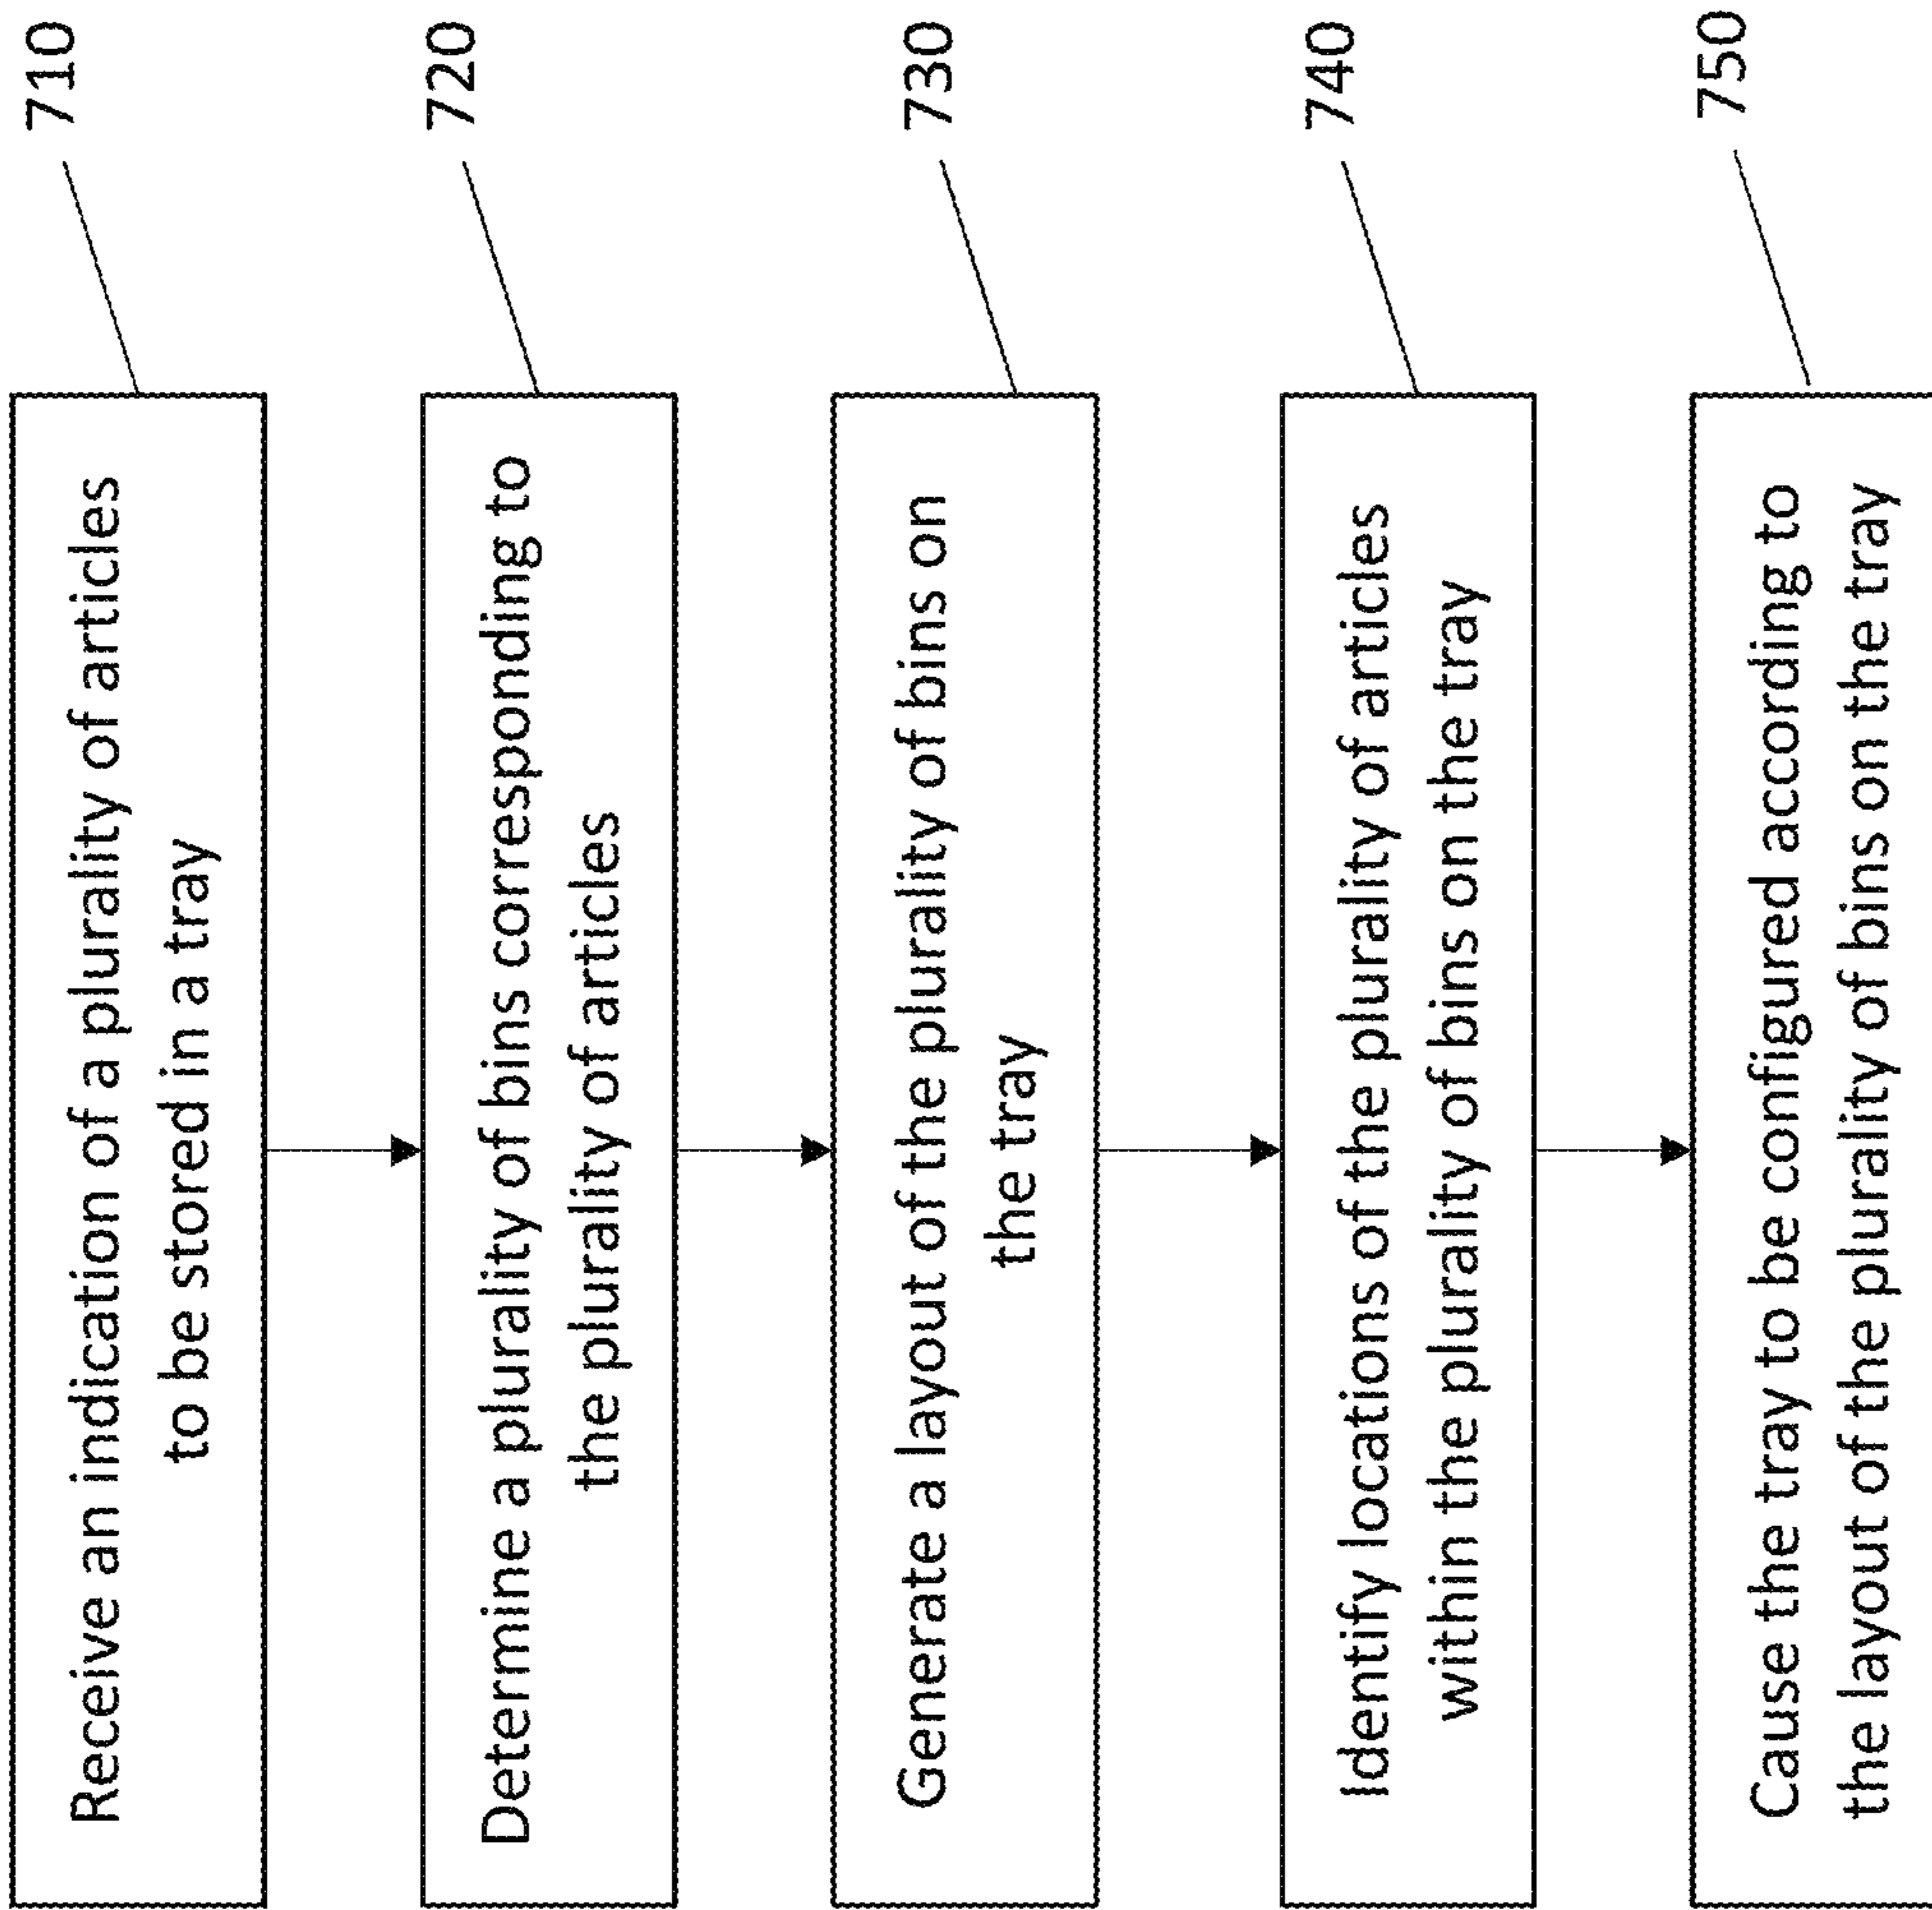 Receive an indication of a plurality of articles
to be stored in a tray
710
Determine a plurality of bins corresponding to
the plurality of articles
720
Generate a layout of the plurality of bins on
the tray
730
Identify locations of the plurality of articles
within the plurality of bins on the tray
740
Cause the tray to be configured according to
the layout of the plurality of bins on the tray
750